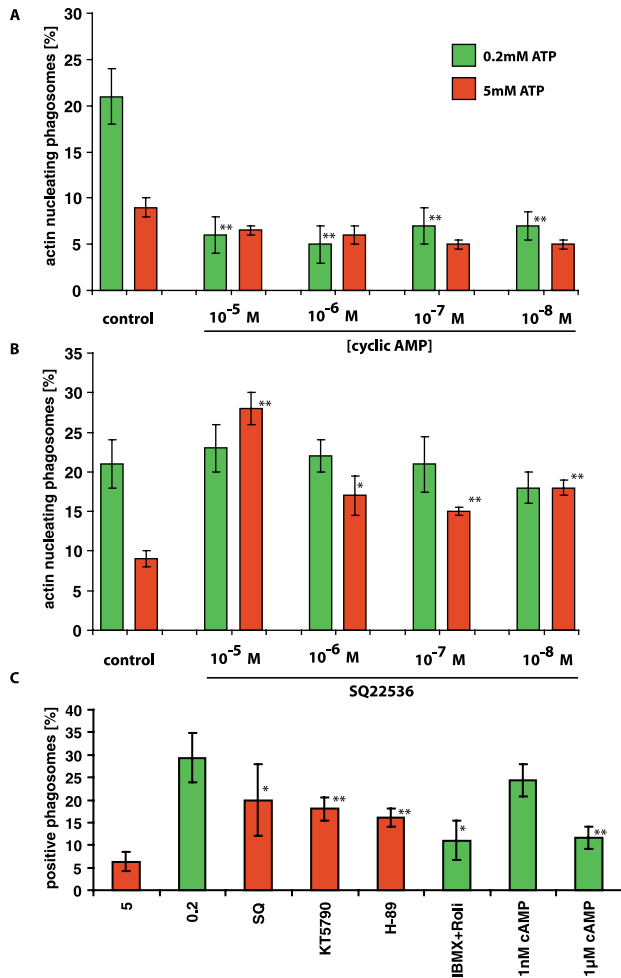 A
actin nucleating phagosomes [%]
30
25
20
15
10
5
0
0.2mM ATP
5mM ATP
**
**
**
**
control
10⁻⁵ M
10⁻⁶ M
10⁻⁷ M
10⁻⁸ M
[cyclic AMP]
B
actin nucleating phagosomes [%]
35
30
25
20
15
10
5
0
**
*
**
**
control
10⁻⁵ M
10⁻⁶ M
10⁻⁷ M
10⁻⁸ M
SQ22536
C
positive phagosomes [%]
40
35
30
25
20
15
10
5
0
*
**
**
*
**
5
0.2
SQ
KT5790
H-89
IBMX+Roli
1nM cAMP
1µM cAMP